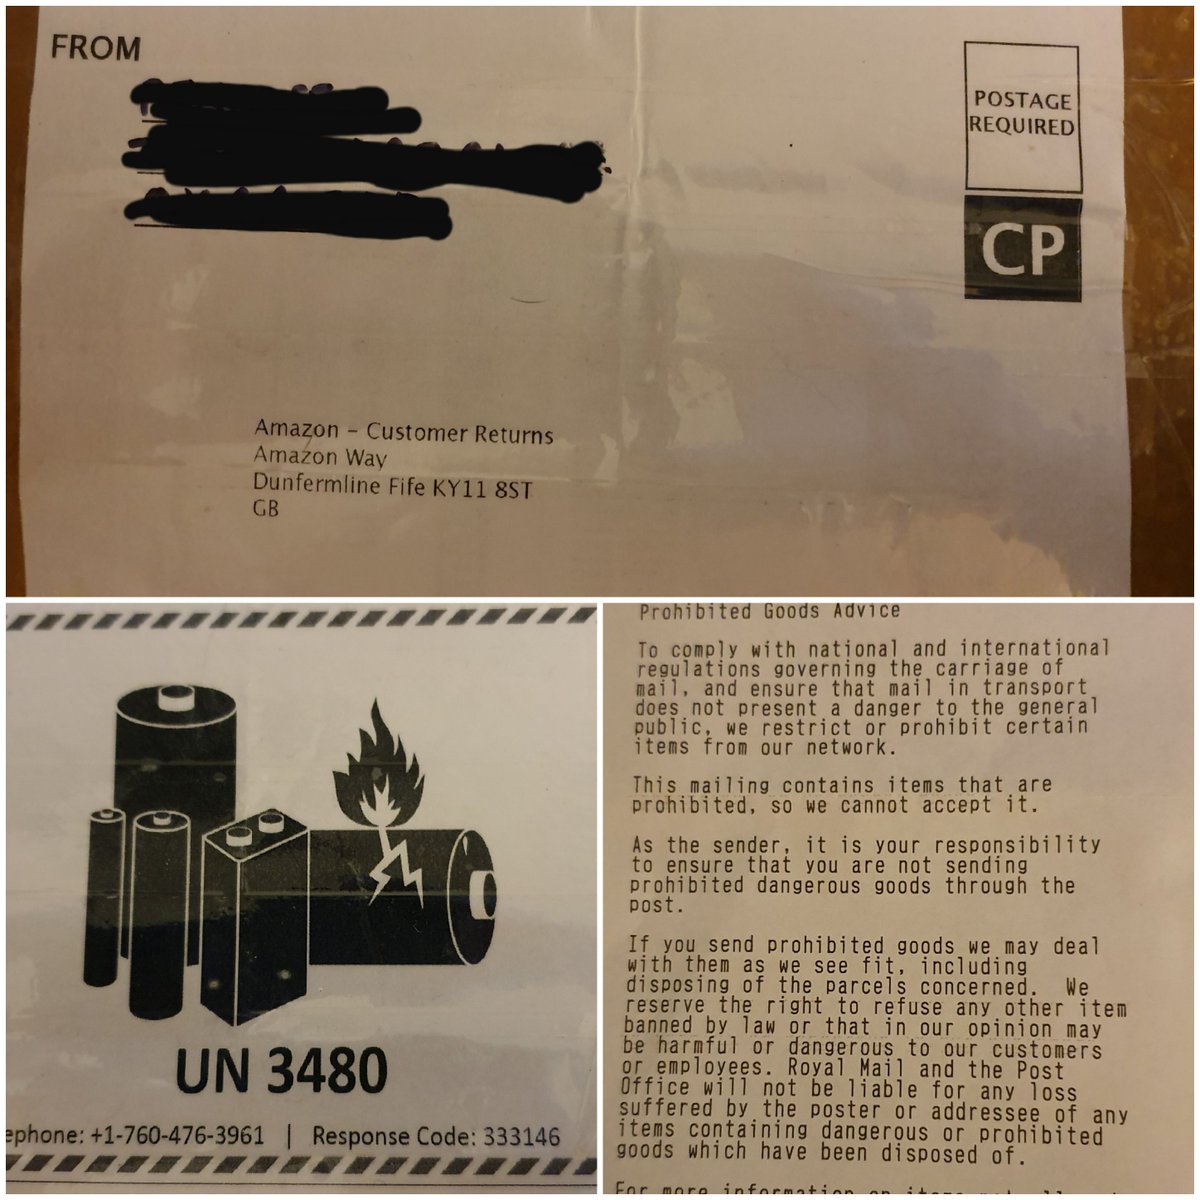 FROM
POSTAGE
REQUIRED
CP
Amazon - Customer Returns
Amazon Way
Dunfermline Fife KY11 8ST
GB
UN 3480
ephone: +1-760-476-3961 | Response Code: 333146
Prohibited Goods Advice
To comply with national and international
regulations governing the carriage of
mail, and ensure that mail in transport
does not present a danger to the general
public, we restrict or prohibit certain
items from our network.
This mailing contains items that are
prohibited, so we cannot accept it.
As the sender, it is your responsibility
to ensure that you are not sending
prohibited dangerous goods through the
post.
If you send prohibited goods we may deal
with them as we see fit, including
disposing of the parcels concerned. We
reserve the right to refuse any other item
banned by law or that in our opinion may
be harmful or dangerous to our customers
or employees. Royal Mail and the Post
Office will not be liable for any loss
suffered by the poster or addressee of any
items containing dangerous or prohibited
goods which have been disposed of.
For more information on items